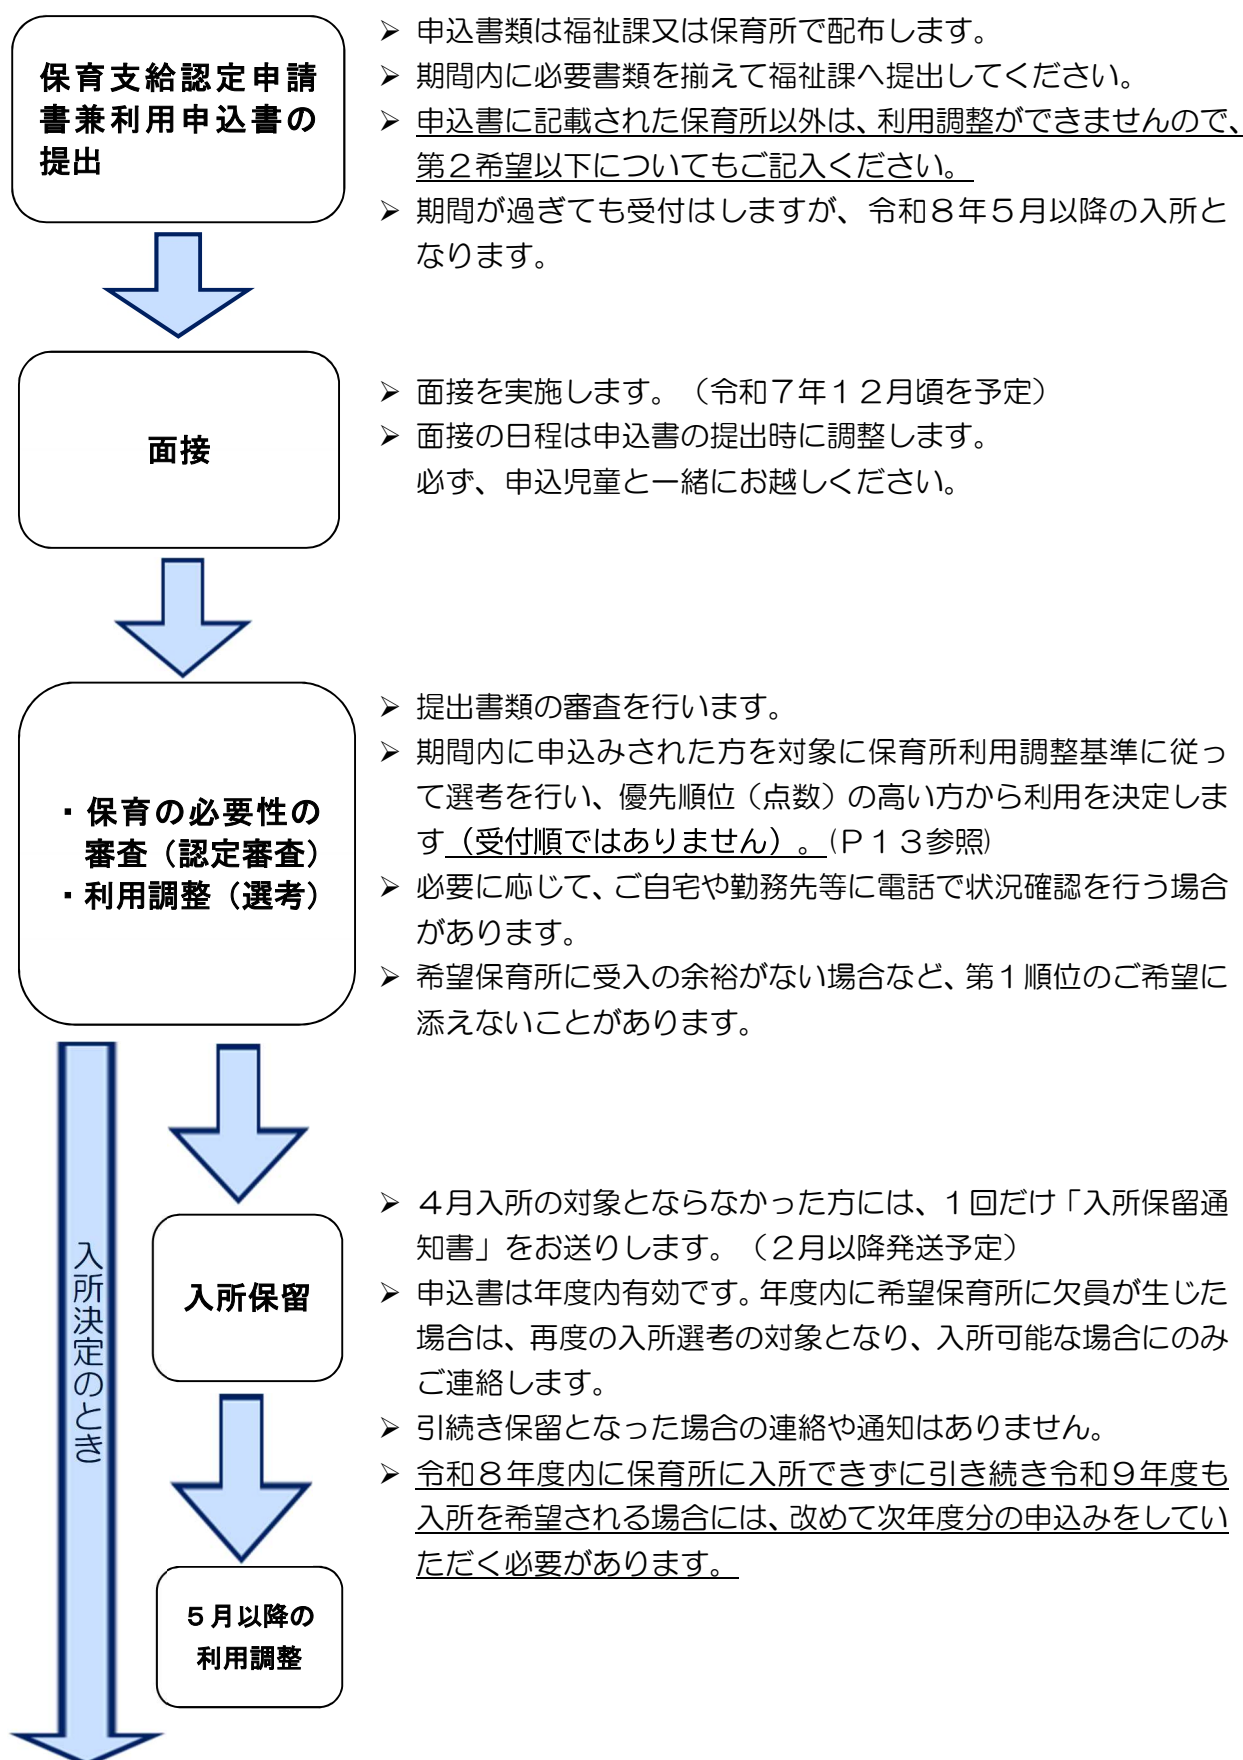 保育支給認定申請
書兼利用申込書の
提出
➢ 申込書類は福祉課又は保育所で配布します。
➢ 期間内に必要書類を揃えて福祉課へ提出してください。
➢ 申込書に記載された保育所以外は、利用調整ができませんので、
第２希望以下についてもご記入ください。
➢ 期間が過ぎても受付はしますが、令和８年５月以降の入所と
なります。
面接
➢ 面接を実施します。（令和７年１２月頃を予定）
➢ 面接の日程は申込書の提出時に調整します。
必ず、申込児童と一緒にお越しください。
・保育の必要性の
審査（認定審査）
・利用調整（選考）
➢ 提出書類の審査を行います。
➢ 期間内に申込みされた方を対象に保育所利用調整基準に従っ
て選考を行い、優先順位（点数）の高い方から利用を決定しま
す（受付順ではありません）。(Ｐ１３参照)
➢ 必要に応じて、ご自宅や勤務先等に電話で状況確認を行う場合
があります。
➢ 希望保育所に受入の余裕がない場合など、第１順位のご希望に
添えないことがあります。
入所決定のとき
入所保留
➢ ４月入所の対象とならなかった方には、１回だけ「入所保留通
知書」をお送りします。（２月以降発送予定）
➢ 申込書は年度内有効です。年度内に希望保育所に欠員が生じた
場合は、再度の入所選考の対象となり、入所可能な場合にのみ
ご連絡します。
➢ 引続き保留となった場合の連絡や通知はありません。
➢ 令和８年度内に保育所に入所できずに引き続き令和９年度も
入所を希望される場合には、改めて次年度分の申込みをしてい
ただく必要があります。
５月以降の
利用調整